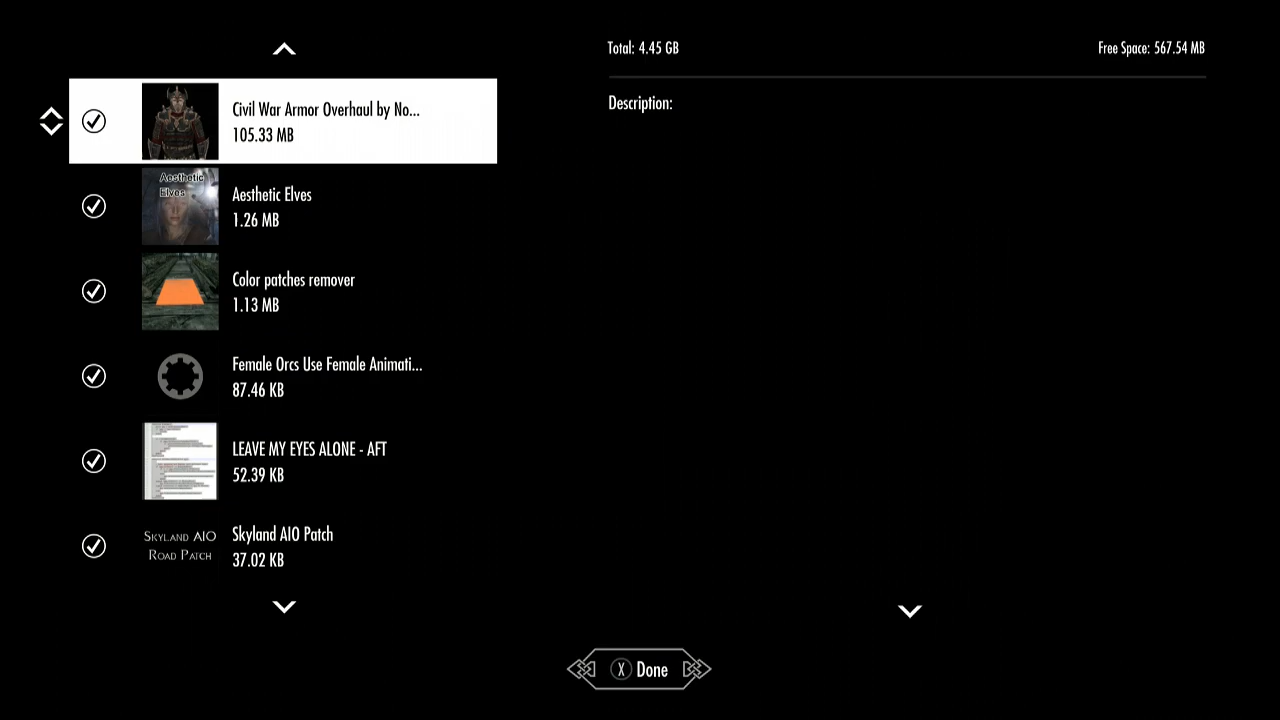 Total: 4.45 GB
Free Space: 567.54 MB
Description:
Civil War Armor Overhaul by No...
105.33 MB
Aesthetic
Elves
Aesthetic Elves
1.26 MB
Color patches remover
1.13 MB
Female Orcs Use Female Animati...
87.46 KB
LEAVE MY EYES ALONE - AFT
52.39 KB
Skyland AIO
Road Patch
Skyland AIO Patch
37.02 KB
X Done